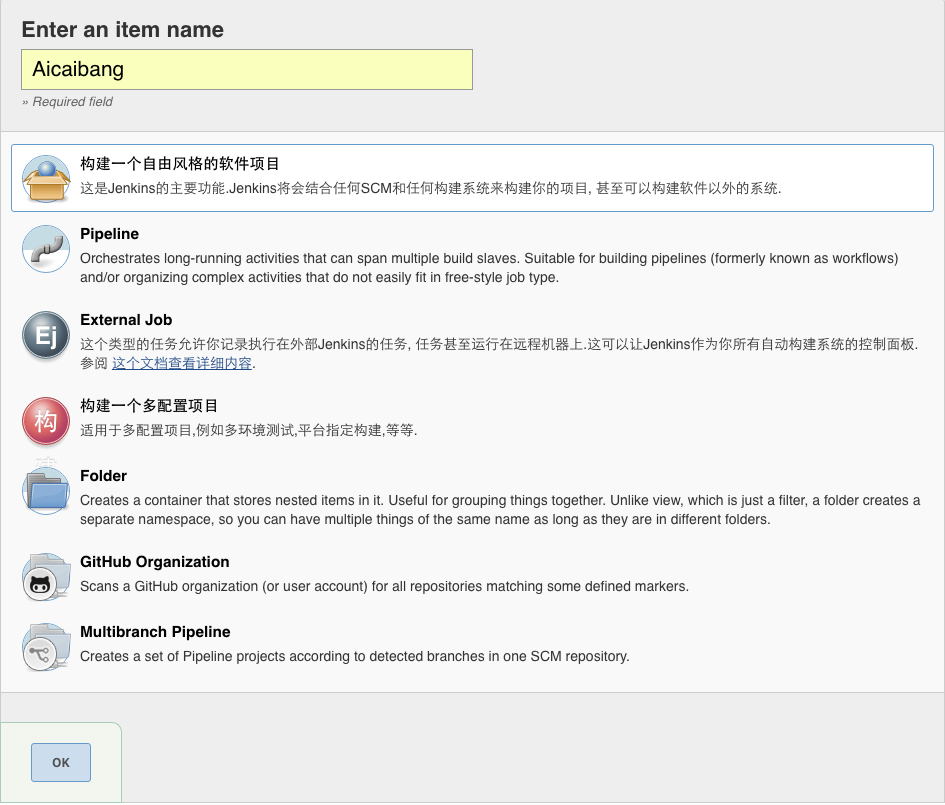 Enter an item name
Aicaibang
» Required field
构建一个自由风格的软件项目
这是Jenkins的主要功能.Jenkins将会结合任何SCM和任何构建系统来构建你的项目, 甚至可以构建软件以外的系统.
Pipeline
Orchestrates long-running activities that can span multiple build slaves. Suitable for building pipelines (formerly known as workflows)
and/or organizing complex activities that do not easily fit in free-style job type.
Ej
External Job
这个类型的任务允许你记录执行在外部Jenkins的任务, 任务甚至运行在远程机器上.这可以让Jenkins作为你所有自动构建系统的控制面板.
参阅 这个文档查看详细内容.
构
构建一个多配置项目
适用于多配置项目,例如多环境测试,平台指定构建,等等.
Folder
Creates a container that stores nested items in it. Useful for grouping things together. Unlike view, which is just a filter, a folder creates a
separate namespace, so you can have multiple things of the same name as long as they are in different folders.
GitHub Organization
Scans a GitHub organization (or user account) for all repositories matching some defined markers.
Multibranch Pipeline
Creates a set of Pipeline projects according to detected branches in one SCM repository.
OK